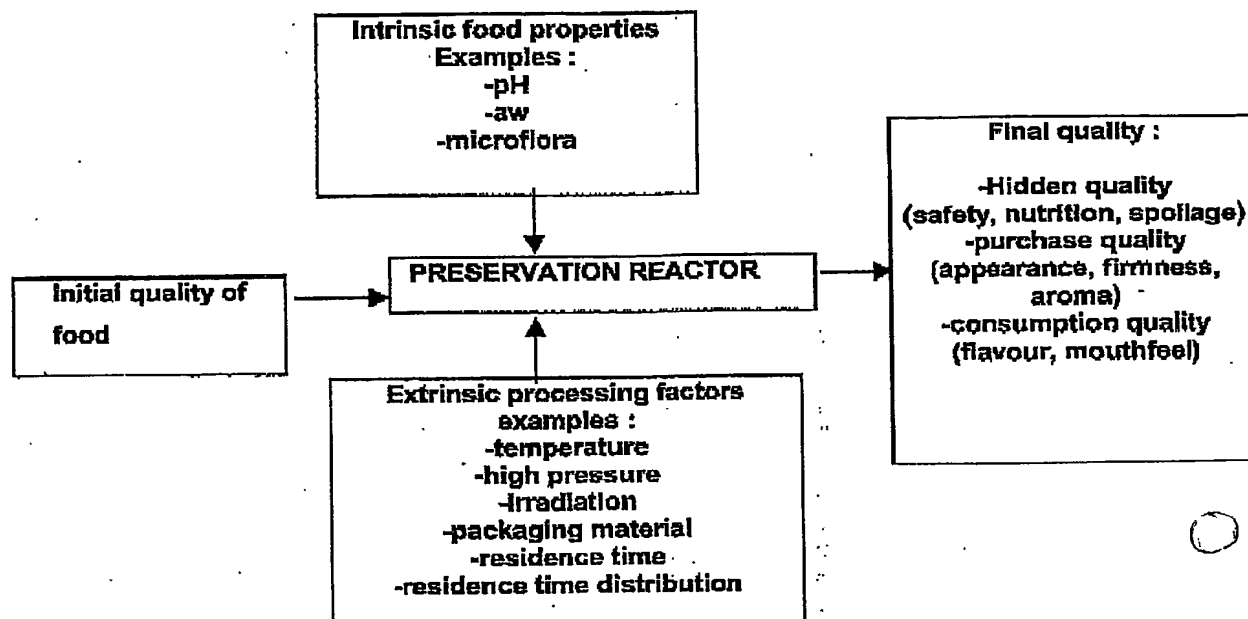 Intrinsic food properties
Examples :
-pH
-aw
-microflora
Final quality :
-Hidden quality
(safety, nutrition, spoilage)
-purchase quality
(appearance, firmness,
aroma)
-consumption quality
(flavour, mouthfeel)
PRESERVATION REACTOR
Initial quality of
food
Extrinsic processing factors
examples :
-temperature
-high pressure
-irradiation
-packaging material
-residence time
-residence time distribution